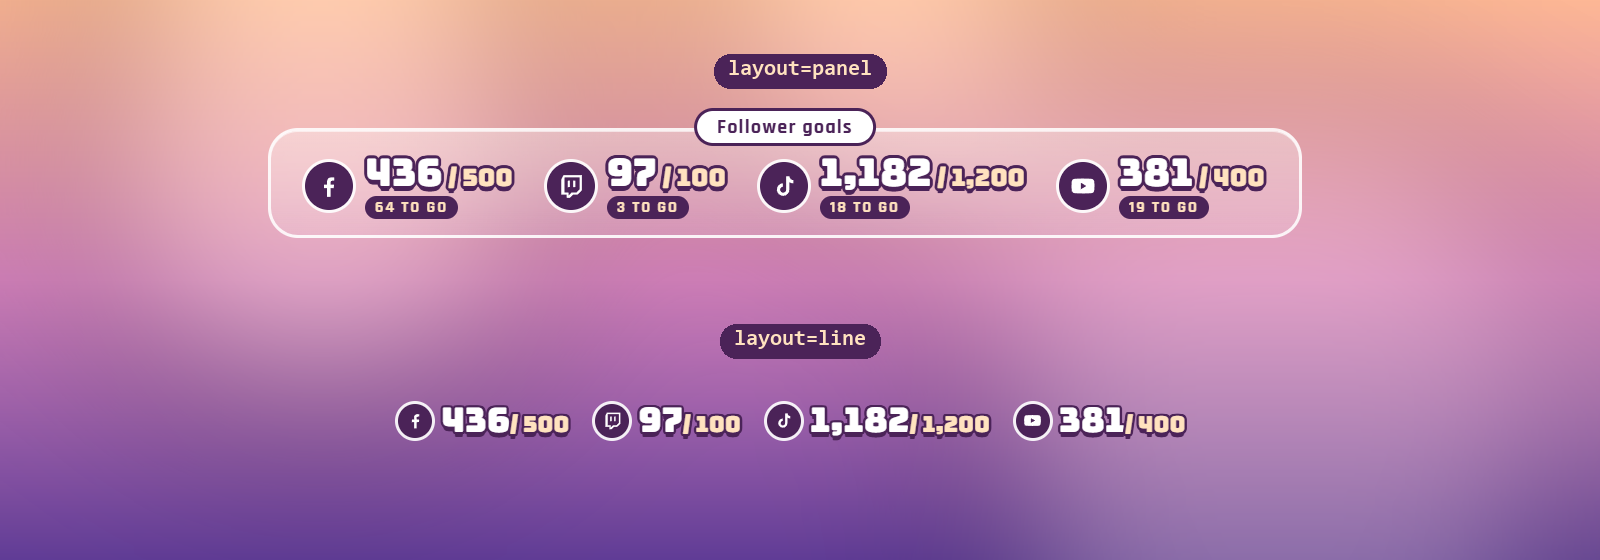 layout=panel
Follower goals
436 / 500 97 / 100 1,182 / 1,200 381 / 400
64 TO GO 3 TO GO 18 TO GO 19 TO GO
layout=line
436 / 500 97 / 100 1,182 / 1,200 381 / 400